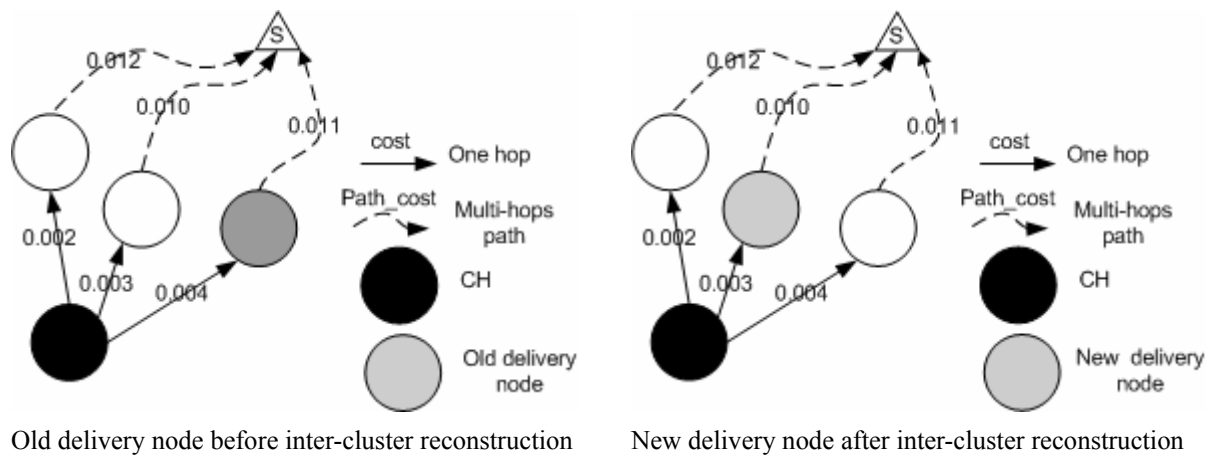 S
0.012
0.010
0.011
cost
One hop
Path_cost
Multi-hops
path
0.002
0.003
0.004
CH
Old delivery
node
Old delivery node before inter-cluster reconstruction
S
0.012
0.010
0.011
cost
One hop
Path_cost
Multi-hops
path
0.002
0.003
0.004
CH
New delivery
node
New delivery node after inter-cluster reconstruction